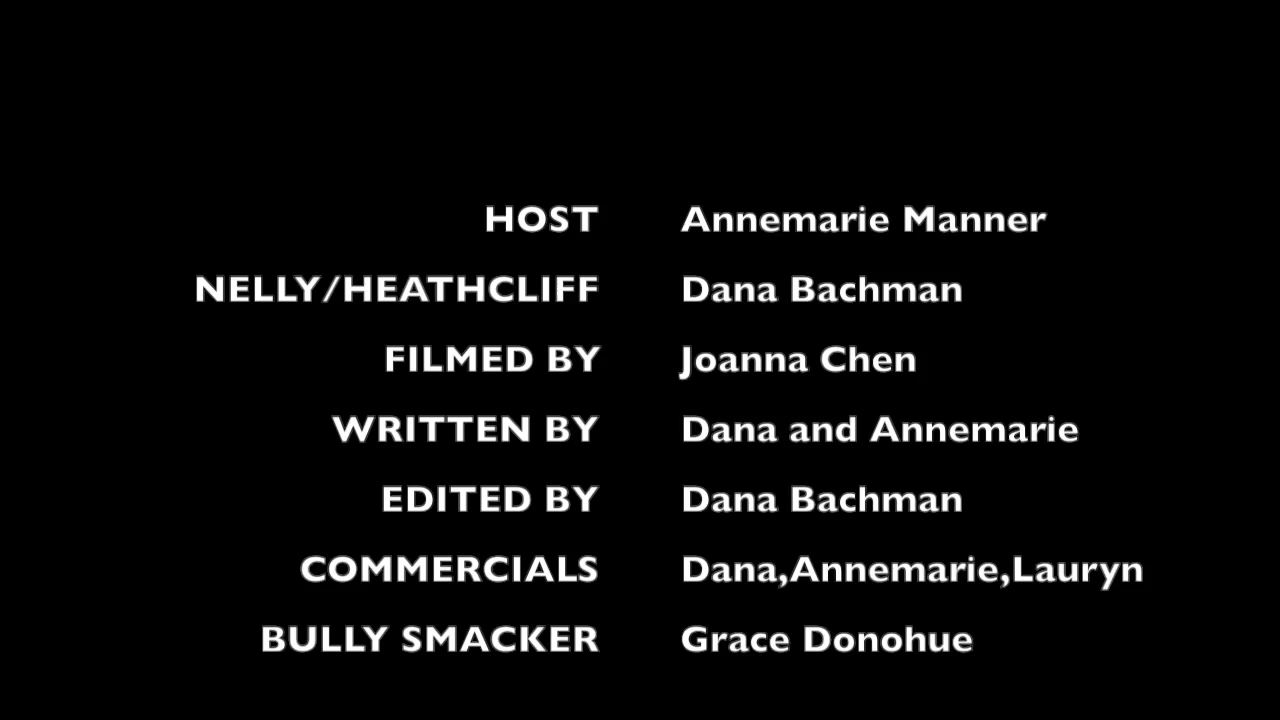 HOST Annemarie Manner
NELLY/HEATHCLIFF Dana Bachman
FILMED BY Joanna Chen
WRITTEN BY Dana and Annemarie
EDITED BY Dana Bachman
COMMERCIALS Dana,Annemarie,Lauryn
BULLY SMACKER Grace Donohue